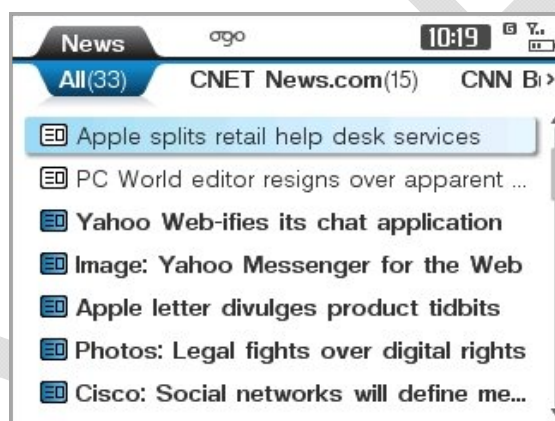 News ogo 10:19 G
All(33) CNET News.com(15) CNN B
Apple splits retail help desk services
PC World editor resigns over apparent ...
Yahoo Web-ifies its chat application
Image: Yahoo Messenger for the Web
Apple letter divulges product tidbits
Photos: Legal fights over digital rights
Cisco: Social networks will define me...